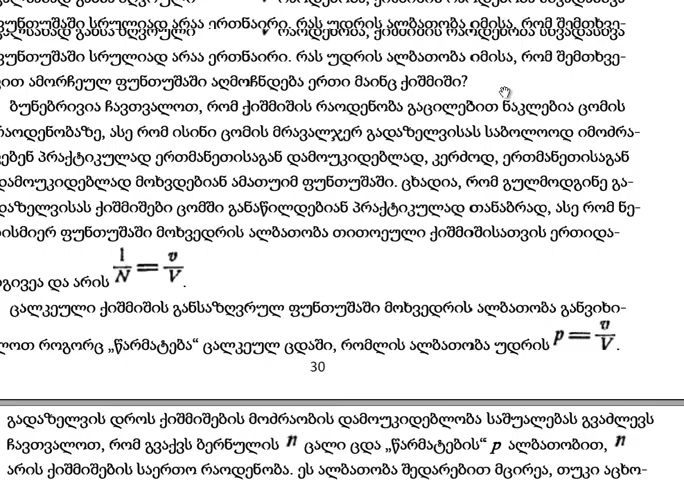 ფუნთუშაში სრულიად არაა ერთნაირი. რას უდრის ალბათობა იმისა, რომ შემთხვე-
რაოდენობა, ქიშმიშის რაოდენობა სხვადასხვა
ფუნთუშაში სრულიად არაა ერთნაირი. რას უდრის ალბათობა იმისა, რომ შემთხვე-
ვით ამორჩეულ ფუნთუშაში აღმოჩნდება ერთი მაინც ქიშმიში?
ბუნებრივია ჩავთვალოთ, რომ ქიშმიშის რაოდენობა გაცილებით ნაკლებია ცომის
რაოდენობაზე, ასე რომ ისინი ცომის მრავალჯერ გადაზელვისას საბოლოოდ იმოძრა-
ვებენ პრაქტიკულად ერთმანეთისაგან დამოუკიდებლად, კერძოდ, ერთმანეთისაგან
დამოუკიდებლად მოხვდებიან ამათუიმ ფუნთუშაში. ცხადია, რომ გულმოდგინე გა-
დაზელვისას ქიშმიშები ცომში განაწილდებიან პრაქტიკულად თანაბრად, ასე რომ ნე-
ბისმიერ ფუნთუშაში მოხვედრის ალბათობა თითოეული ქიშმიშისათვის ერთიდა-
იგივეა და არის 1/N = v/V.
ცალკეული ქიშმიშის განსაზღვრულ ფუნთუშაში მოხვედრის ალბათობა განვიხი-
ლოთ როგორც „წარმატება“ ცალკეულ ცდაში, რომლის ალბათობა უდრის p = v/V.
30
გადაზელვის დროს ქიშმიშების მოძრაობის დამოუკიდებლობა საშუალებას გვაძლევს
ჩავთვალოთ, რომ გვაქვს ბერნულის n ცალი ცდა „წარმატების“ p ალბათობით, n
არის ქიშმიშების საერთო რაოდენობა. ეს ალბათობა შედარებით მცირეა, თუკი აცხო-